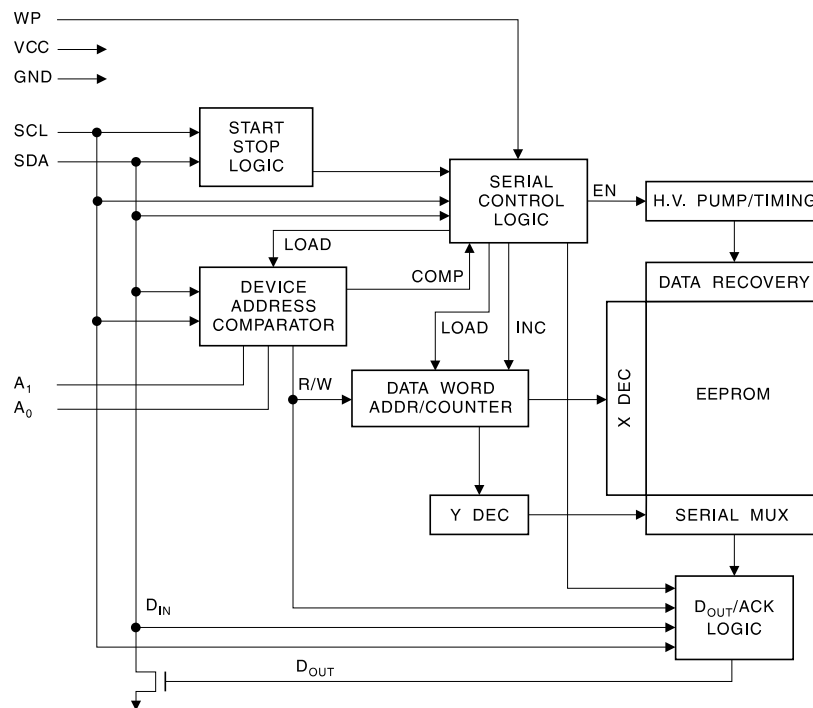 WP
VCC
GND
SCL
SDA
START
STOP
LOGIC
SERIAL
CONTROL
LOGIC
EN
H.V. PUMP/TIMING
LOAD
COMP
DEVICE
ADDRESS
COMPARATOR
LOAD
INC
DATA RECOVERY
A1
A0
R/W
DATA WORD
ADDR/COUNTER
X DEC
EEPROM
Y DEC
SERIAL MUX
DIN
DOUT/ACK
LOGIC
DOUT